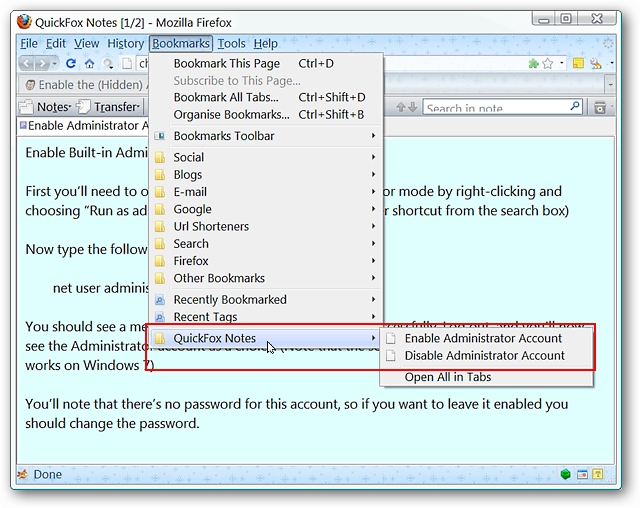 QuickFox Notes [1/2] - Mozilla Firefox
File Edit View History Bookmarks Tools Help
Enable the (Hidden) A
Notes Transfer
Search in note
Enable Administrator A
Bookmark This Page Ctrl+D
Subscribe to This Page...
Bookmark All Tabs... Ctrl+Shift+D
Organise Bookmarks... Ctrl+Shift+B
Bookmarks Toolbar
Social
Blogs
E-mail
Google
Url Shorteners
Search
Firefox
Other Bookmarks
Recently Bookmarked
Recent Tags
QuickFox Notes
Enable Administrator Account
Disable Administrator Account
Open All in Tabs
Enable Built-in Admi
First you'll need to o or mode by right-clicking and
choosing "Run as ad r shortcut from the search box)
Now type the follow
net user adminis
You should see a me
see the Administrator account as a choice. (Note that the
works on Windows 7)
You'll note that there's no password for this account, so if you want to leave it enabled you
should change the password.
Done